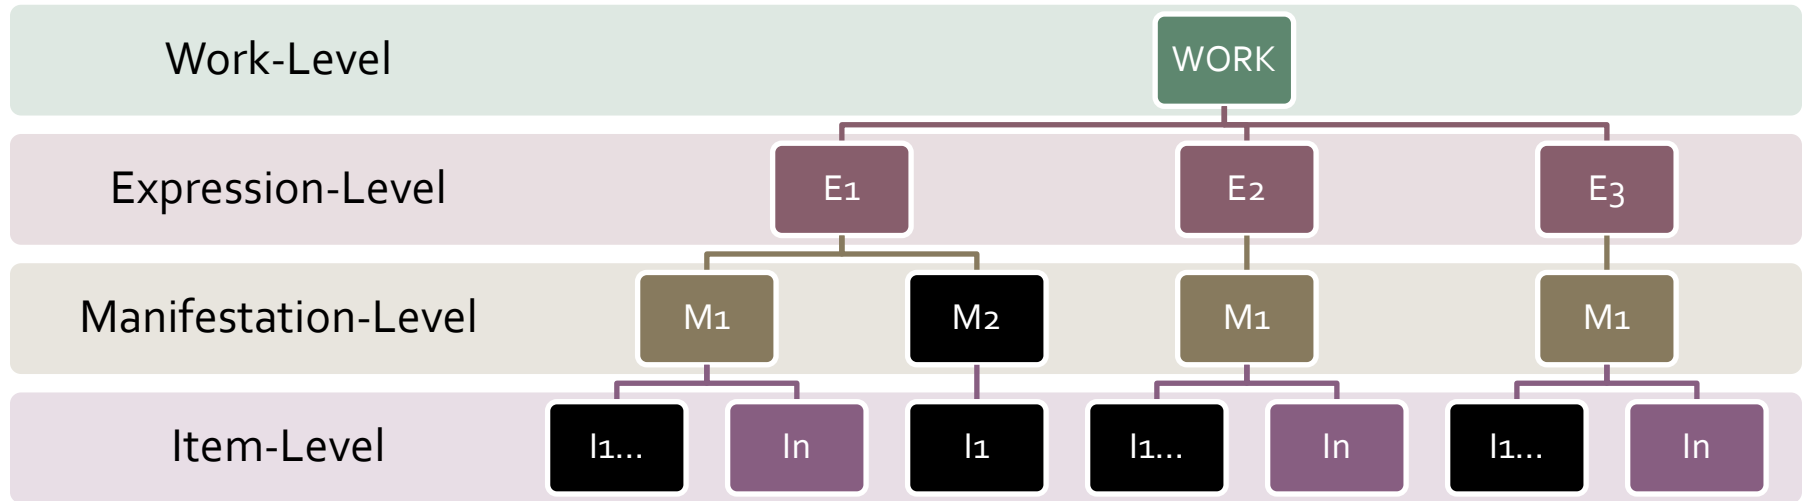 Work-Level
WORK
Expression-Level
E1
E2
E3
Manifestation-Level
M1
M2
M1
M1
Item-Level
I1...
In
I1
I1...
In
I1...
In